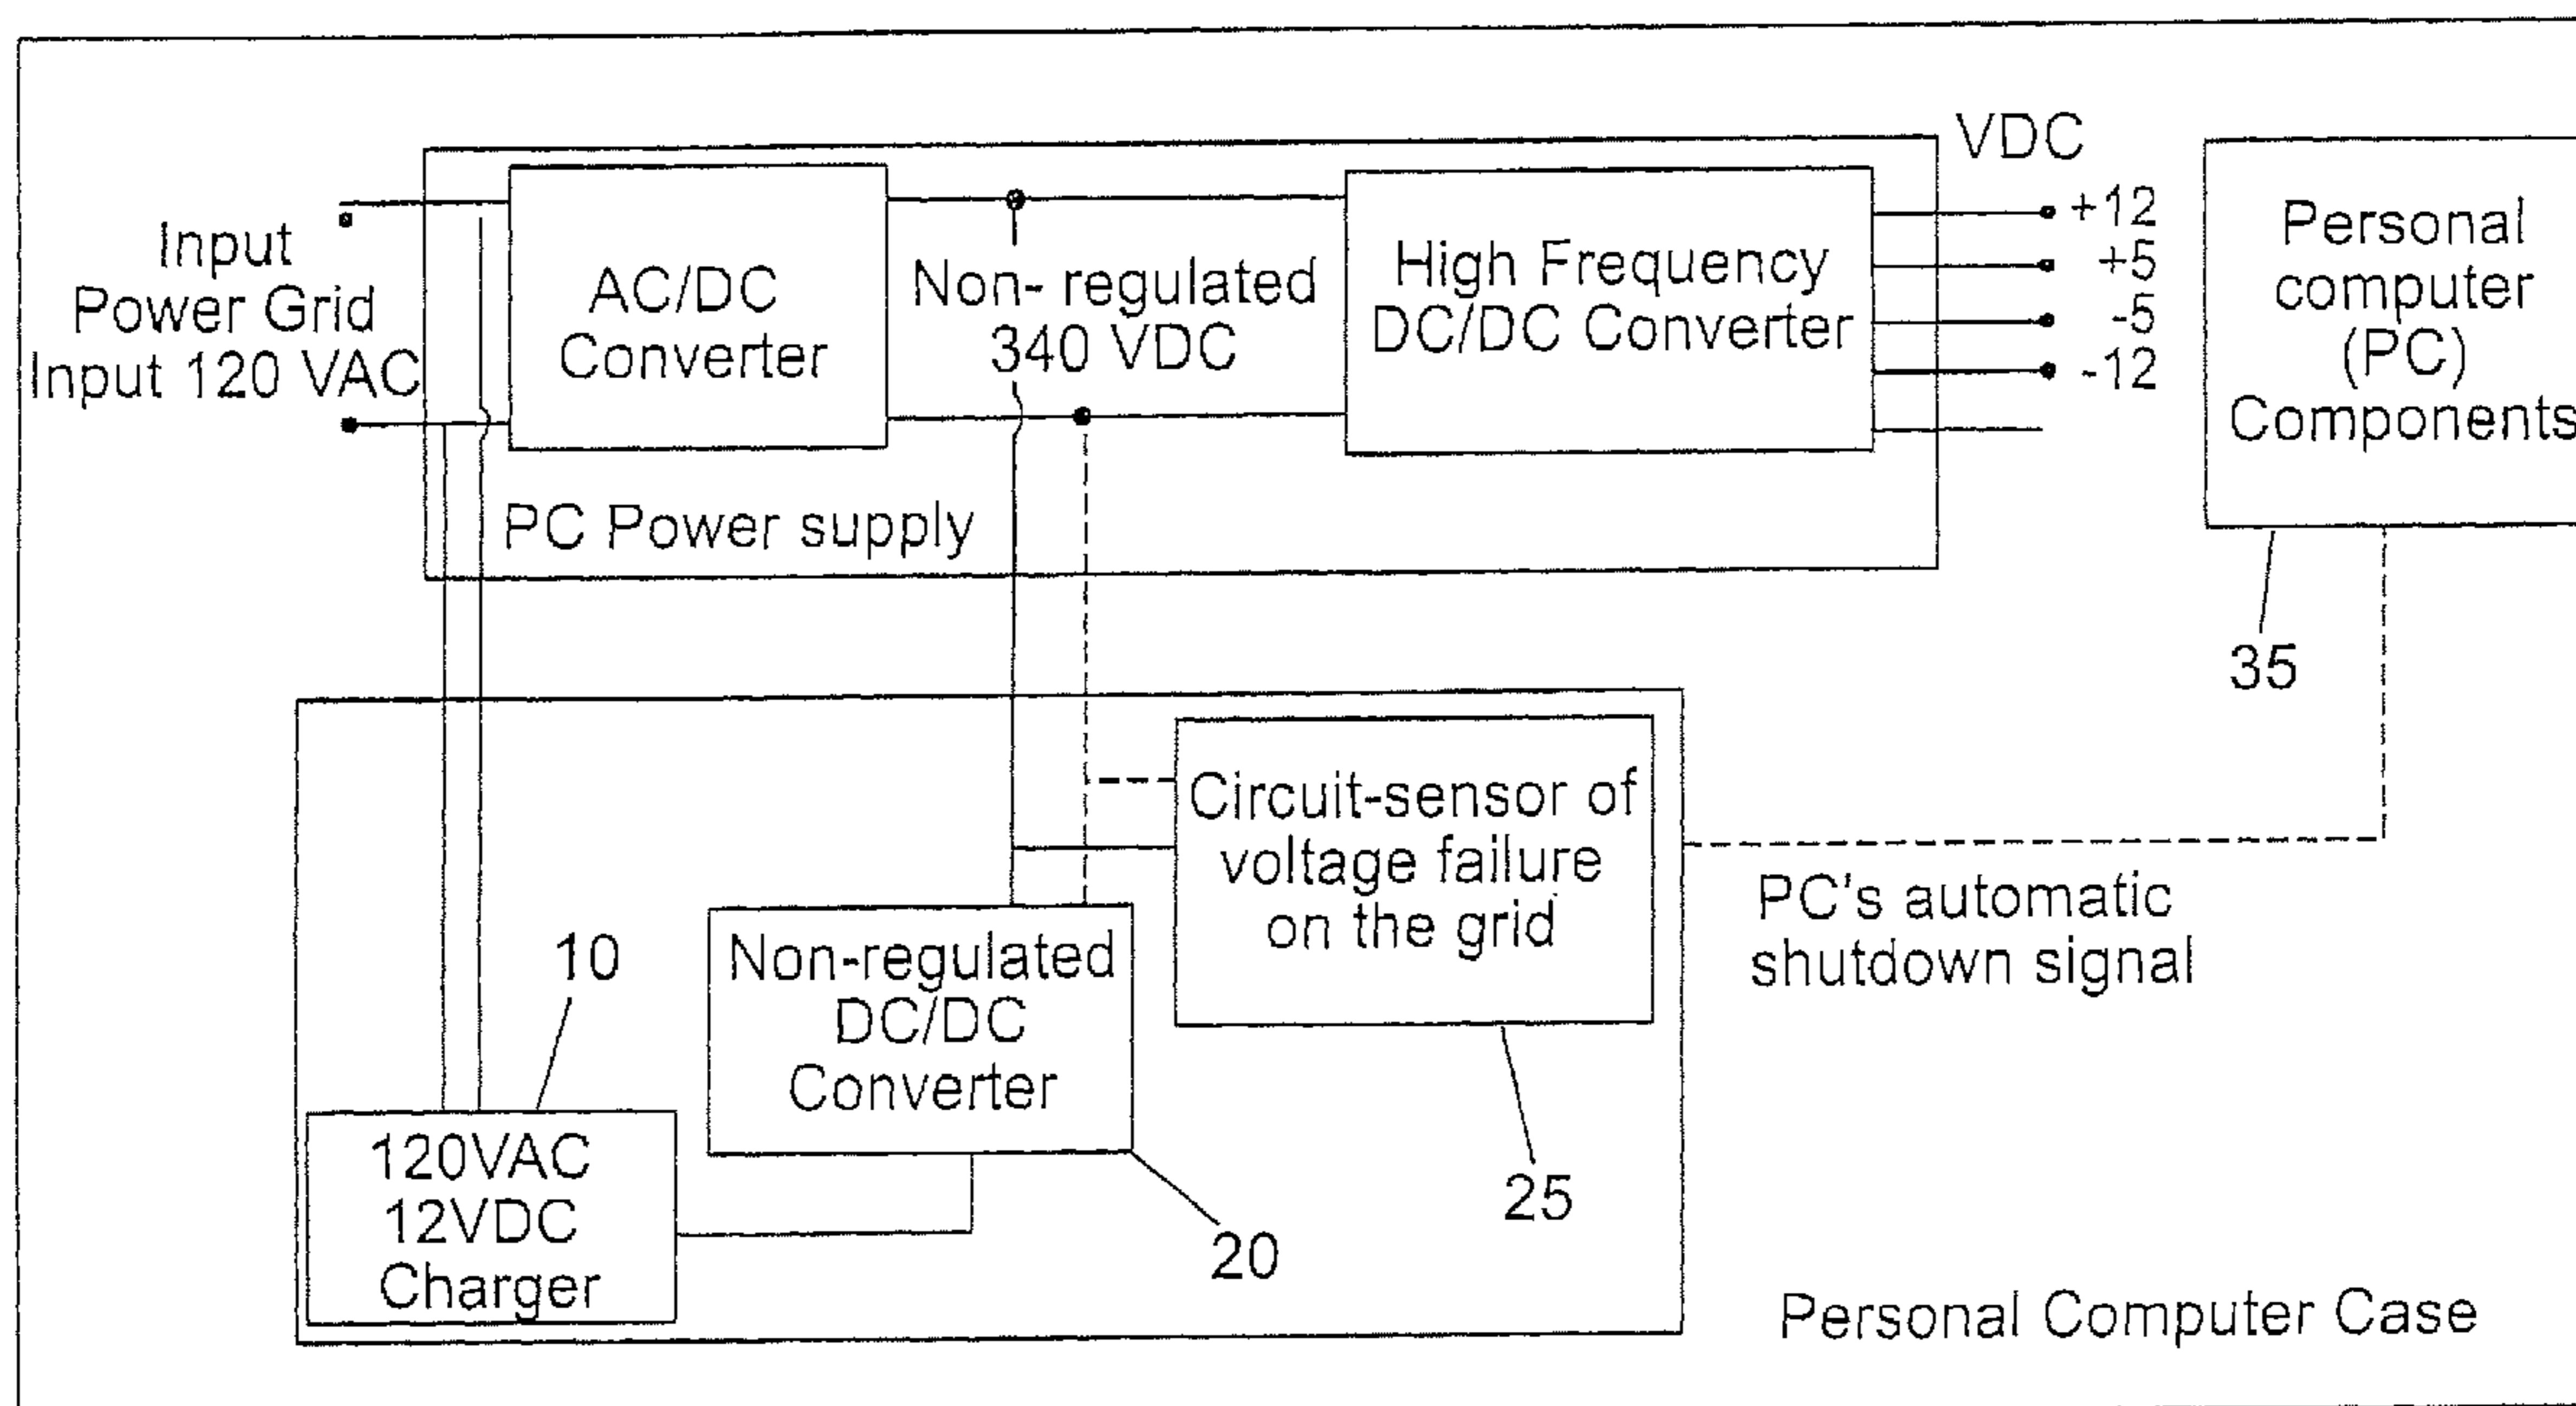 Input
Power Grid
Input 120 VAC
AC/DC
Converter
Non- regulated
340 VDC
High Frequency
DC/DC Converter
VDC
+12
+5
-5
-12
Personal
computer
(PC)
Components
35
PC Power supply
Circuit-sensor of
voltage failure
on the grid
25
PC's automatic
shutdown signal
Non-regulated
DC/DC
Converter
20
10
120VAC
12VDC
Charger
Personal Computer Case